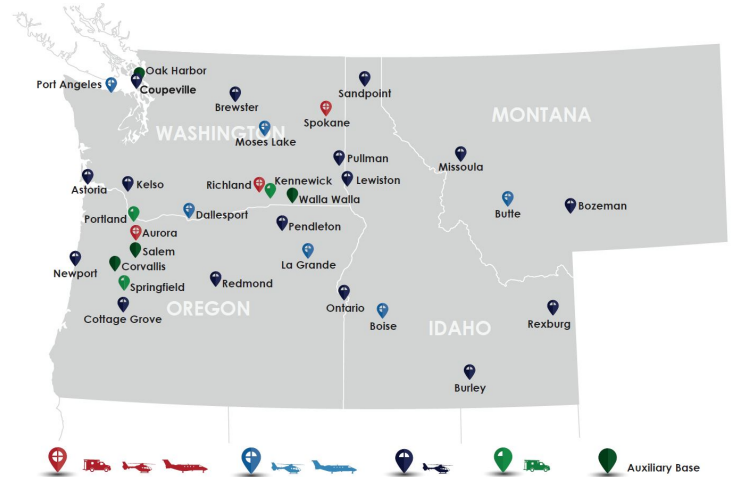 Oak Harbor
Port Angeles
Coupeville
Sandpoint
Brewster
MONTANA
Spokane
WASHINGTON
Moses Lake
Pullman
Missoula
Kennewick
Lewiston
Astoria
Kelso
Richland
Walla Walla
Butte
Bozeman
Portland
Dallesport
Pendleton
Aurora
Salem
Corvallis
La Grande
Newport
Springfield
Redmond
OREGON
Ontario
Cottage Grove
Boise
IDAHO
Rexburg
Burley
Auxiliary Base